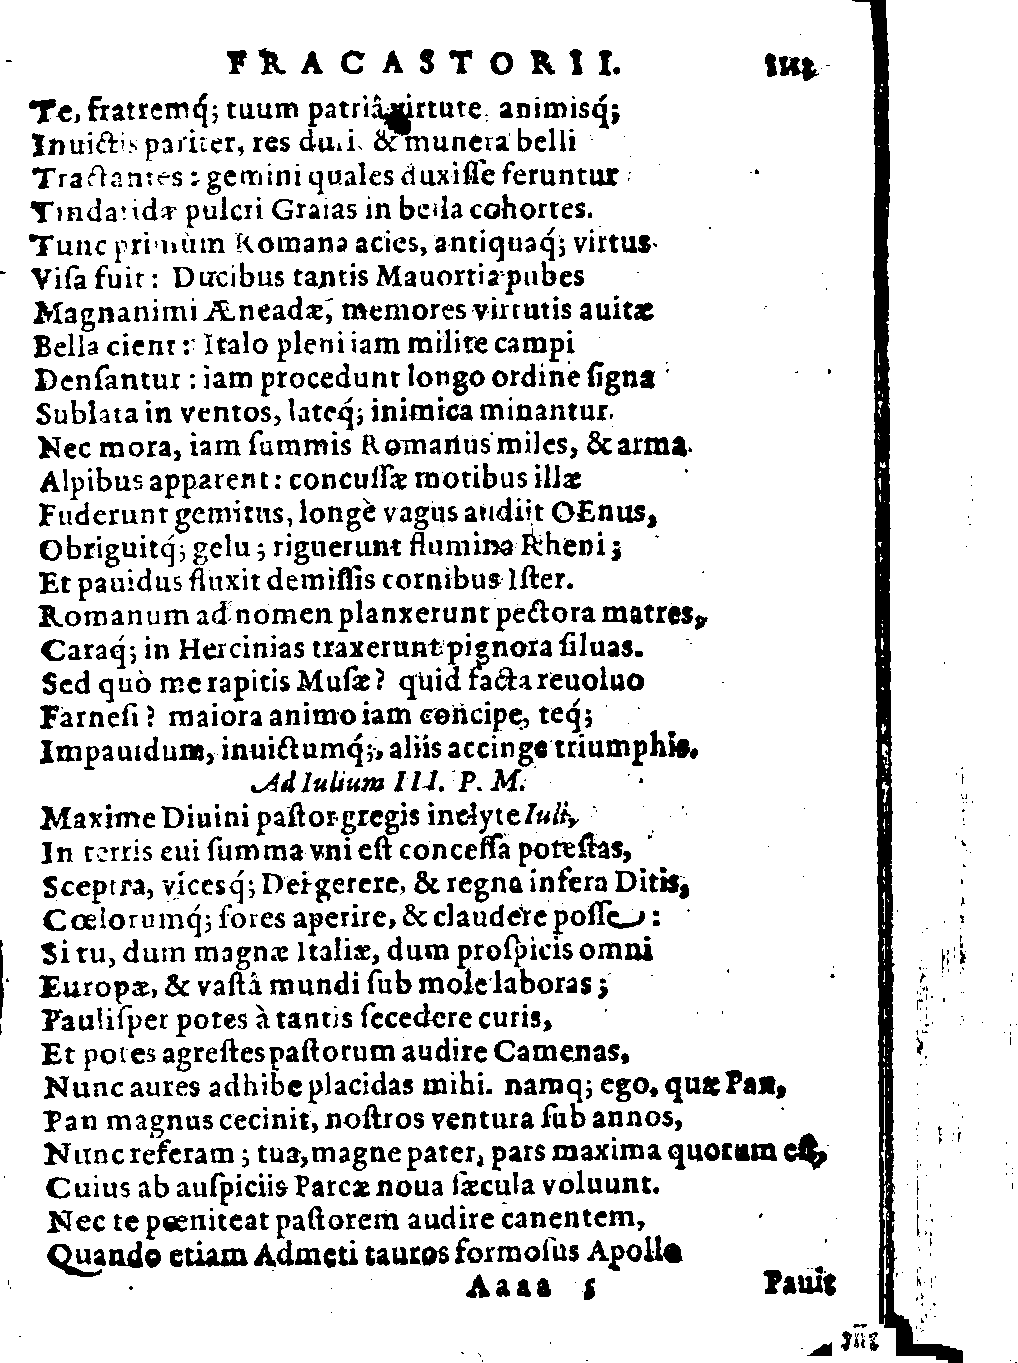 FRACASTORII.
Te, fratremq́; tuum patriâ virtute, animisq́;
Inuictis pariter, res duri, & munera belli
Tractantes: gemini quales duxiſſe feruntur
Tindaridæ pulcri Graias in bella cohortes.
Tunc primùm Romana acies, antiquaq́; virtus
Viſa fuit: Ducibus tantis Mauortia pubes
Magnanimi Æneadæ, memores virtutis auitæ
Bella cient: Italo pleni iam milite campi
Denſantur: iam procedunt longo ordine ſigna
Sublata in ventos, lateq́; inimica minantur.
Nec mora, iam ſummis Romanus miles, & arma
Alpibus apparent: concuſſæ motibus illæ
Fuderunt gemitus, longè vagus audiit OEnus,
Obriguitq́; gelu; riguerunt flumina Rheni;
Et pauidus fluxit demiſſis cornibus Iſter.
Romanum ad nomen planxerunt pectora matres,
Caraq́; in Hercinias traxerunt pignora ſiluas.
Sed quò me rapitis Muſæ? quid facta reuoluo
Farneſi? maiora animo iam concipe, teq́;
Impauidum, inuictumq́;, aliis accinge triumphis.
Ad Iulium III. P. M.
Maxime Diuini paſtor gregis inclyte Iuli,
In terris cui ſumma vni eſt conceſſa poteſtas,
Sceptra, vicesq́; Dei gerere, & regna infera Ditis,
Cœlorumq́; fores aperire, & claudere poſſe:
Si tu, dum magnæ Italiæ, dum proſpicis omni
Europæ, & vaſtâ mundi ſub mole laboras;
Pauliſper potes à tantis ſecedere curis,
Et potes agreſtes paſtorum audire Camenas,
Nunc aures adhibe placidas mihi. namq; ego, quæ Pan,
Pan magnus cecinit, noſtros ventura ſub annos,
Nunc referam; tua, magne pater, pars maxima quorum eſt,
Cuius ab auſpiciis Parcæ noua ſæcula voluunt.
Nec te pœniteat paſtorem audire canentem,
Quando etiam Admeti tauros formoſus Apollo
Aaaa 5 Pauit